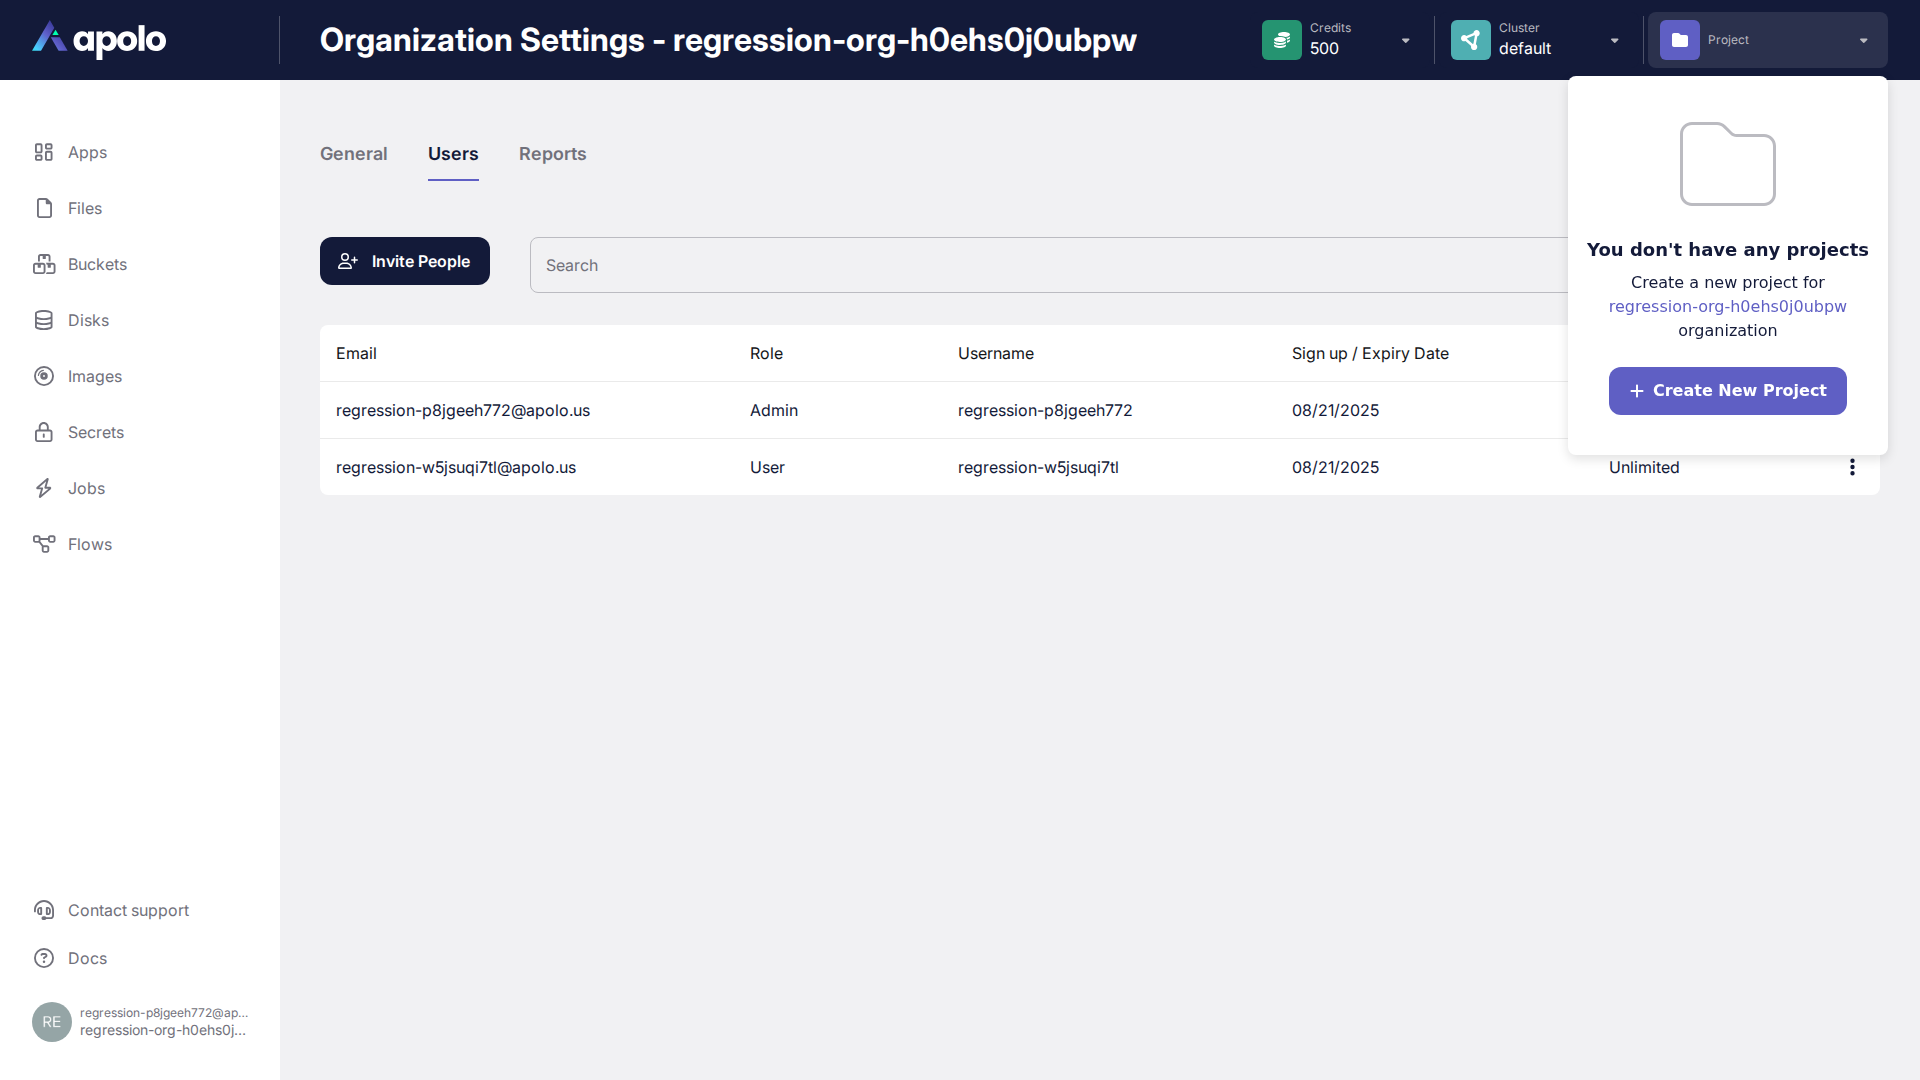 apolo
Organization Settings - regression-org-h0ehs0j0ubpw
Credits
500
Cluster
default
Project
Apps
Files
Buckets
Disks
Images
Secrets
Jobs
Flows
General
Users
Reports
Invite People
Search
Email Role Username Sign up / Expiry Date
regression-p8jgeeh772@apolo.us Admin regression-p8jgeeh772 08/21/2025
regression-w5jsuqi7tl@apolo.us User regression-w5jsuqi7tl 08/21/2025 Unlimited
You don't have any projects
Create a new project for
regression-org-h0ehs0j0ubpw
organization
Create New Project
Contact support
Docs
RE
regression-p8jgeeh772@ap...
regression-org-h0ehs0j...